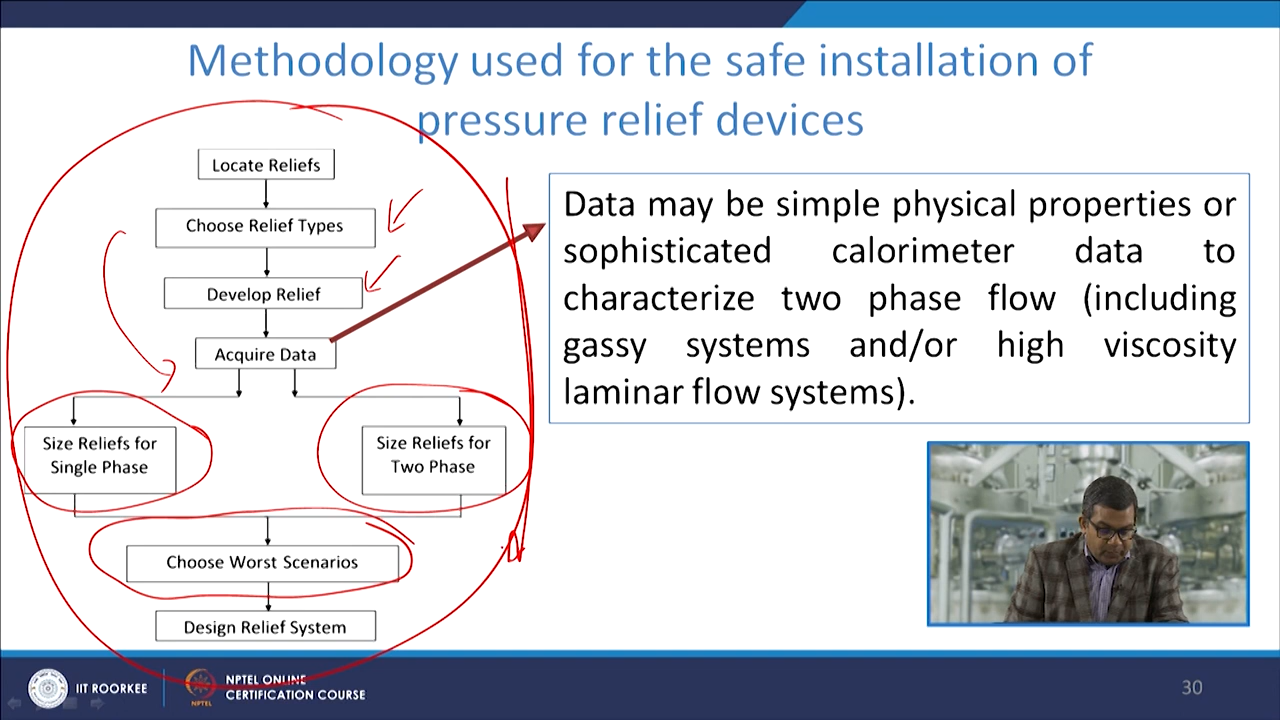 Methodology used for the safe installation of
pressure relief devices
Locate Reliefs
Choose Relief Types
Develop Relief
Acquire Data
Size Reliefs for
Single Phase
Size Reliefs for
Two Phase
Choose Worst Scenarios
Design Relief System
Data may be simple physical properties or
sophisticated calorimeter data to
characterize two phase flow (including
gassy systems and/or high viscosity
laminar flow systems).
IIT ROORKEE
NPTEL
NPTEL ONLINE
CERTIFICATION COURSE
30